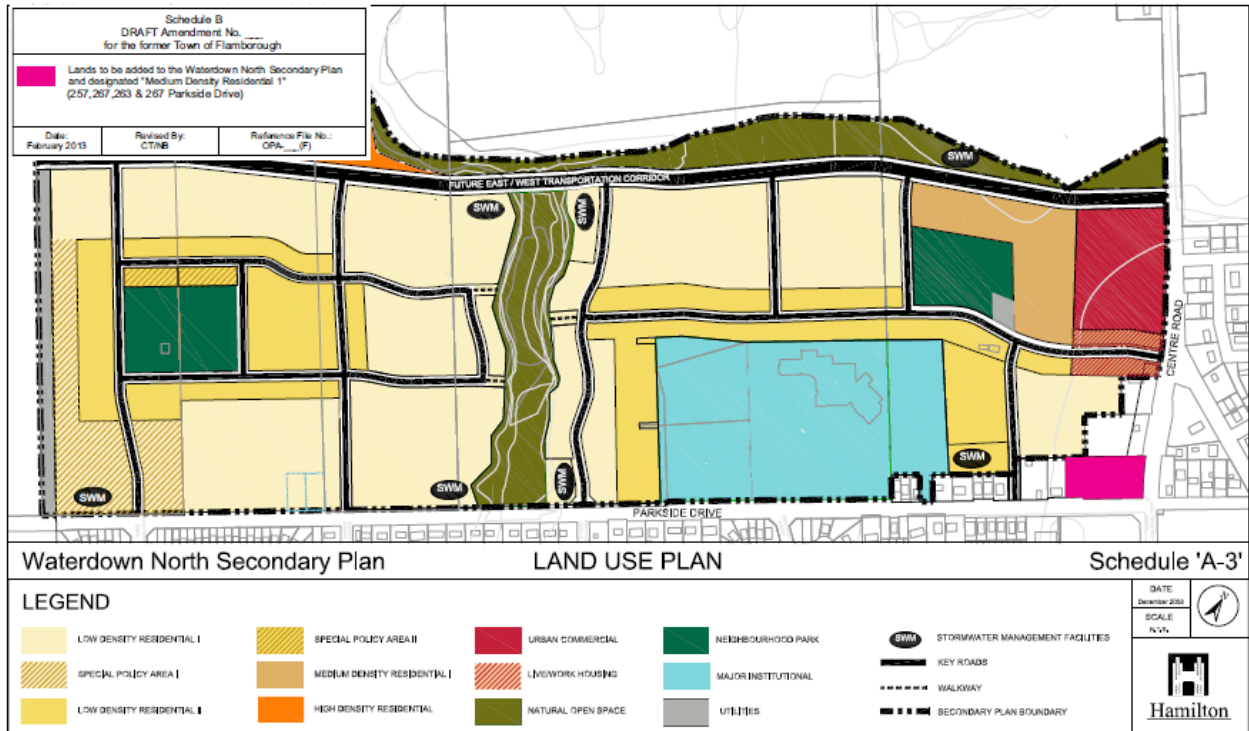 Schedule B
DRAFT Amendment No. ___
for the former Town of Flamborough
Lands to be added to the Waterdown North Secondary Plan
and designated "Medium Density Residential 1"
(257,267,263 & 267 Parkside Drive)
Date:
February 2013
Revised By:
CT/NB
Reference File No.:
OPA-___(F)
SWM
FUTURE EAST / WEST TRANSPORTATION CORRIDOR
SWM
SWM
CENTRE ROAD
SWM
SWM
SWM
SWM
PARKSIDE DRIVE
Waterdown North Secondary Plan
LAND USE PLAN
Schedule 'A-3'
LEGEND
LOW DENSITY RESIDENTIAL I
SPECIAL POLICY AREA II
URBAN COMMERCIAL
NEIGHBOURHOOD PARK
SWM STORMWATER MANAGEMENT FACILITIES
SPECIAL POLICY AREA I
MEDIUM DENSITY RESIDENTIAL I
LIVE/WORK HOUSING
MAJOR INSTITUTIONAL
KEY ROADS
WALKWAY
LOW DENSITY RESIDENTIAL II
HIGH DENSITY RESIDENTIAL
NATURAL OPEN SPACE
UTILITIES
SECONDARY PLAN BOUNDARY
DATE
December
SCALE
N.T.S.
N
Hamilton